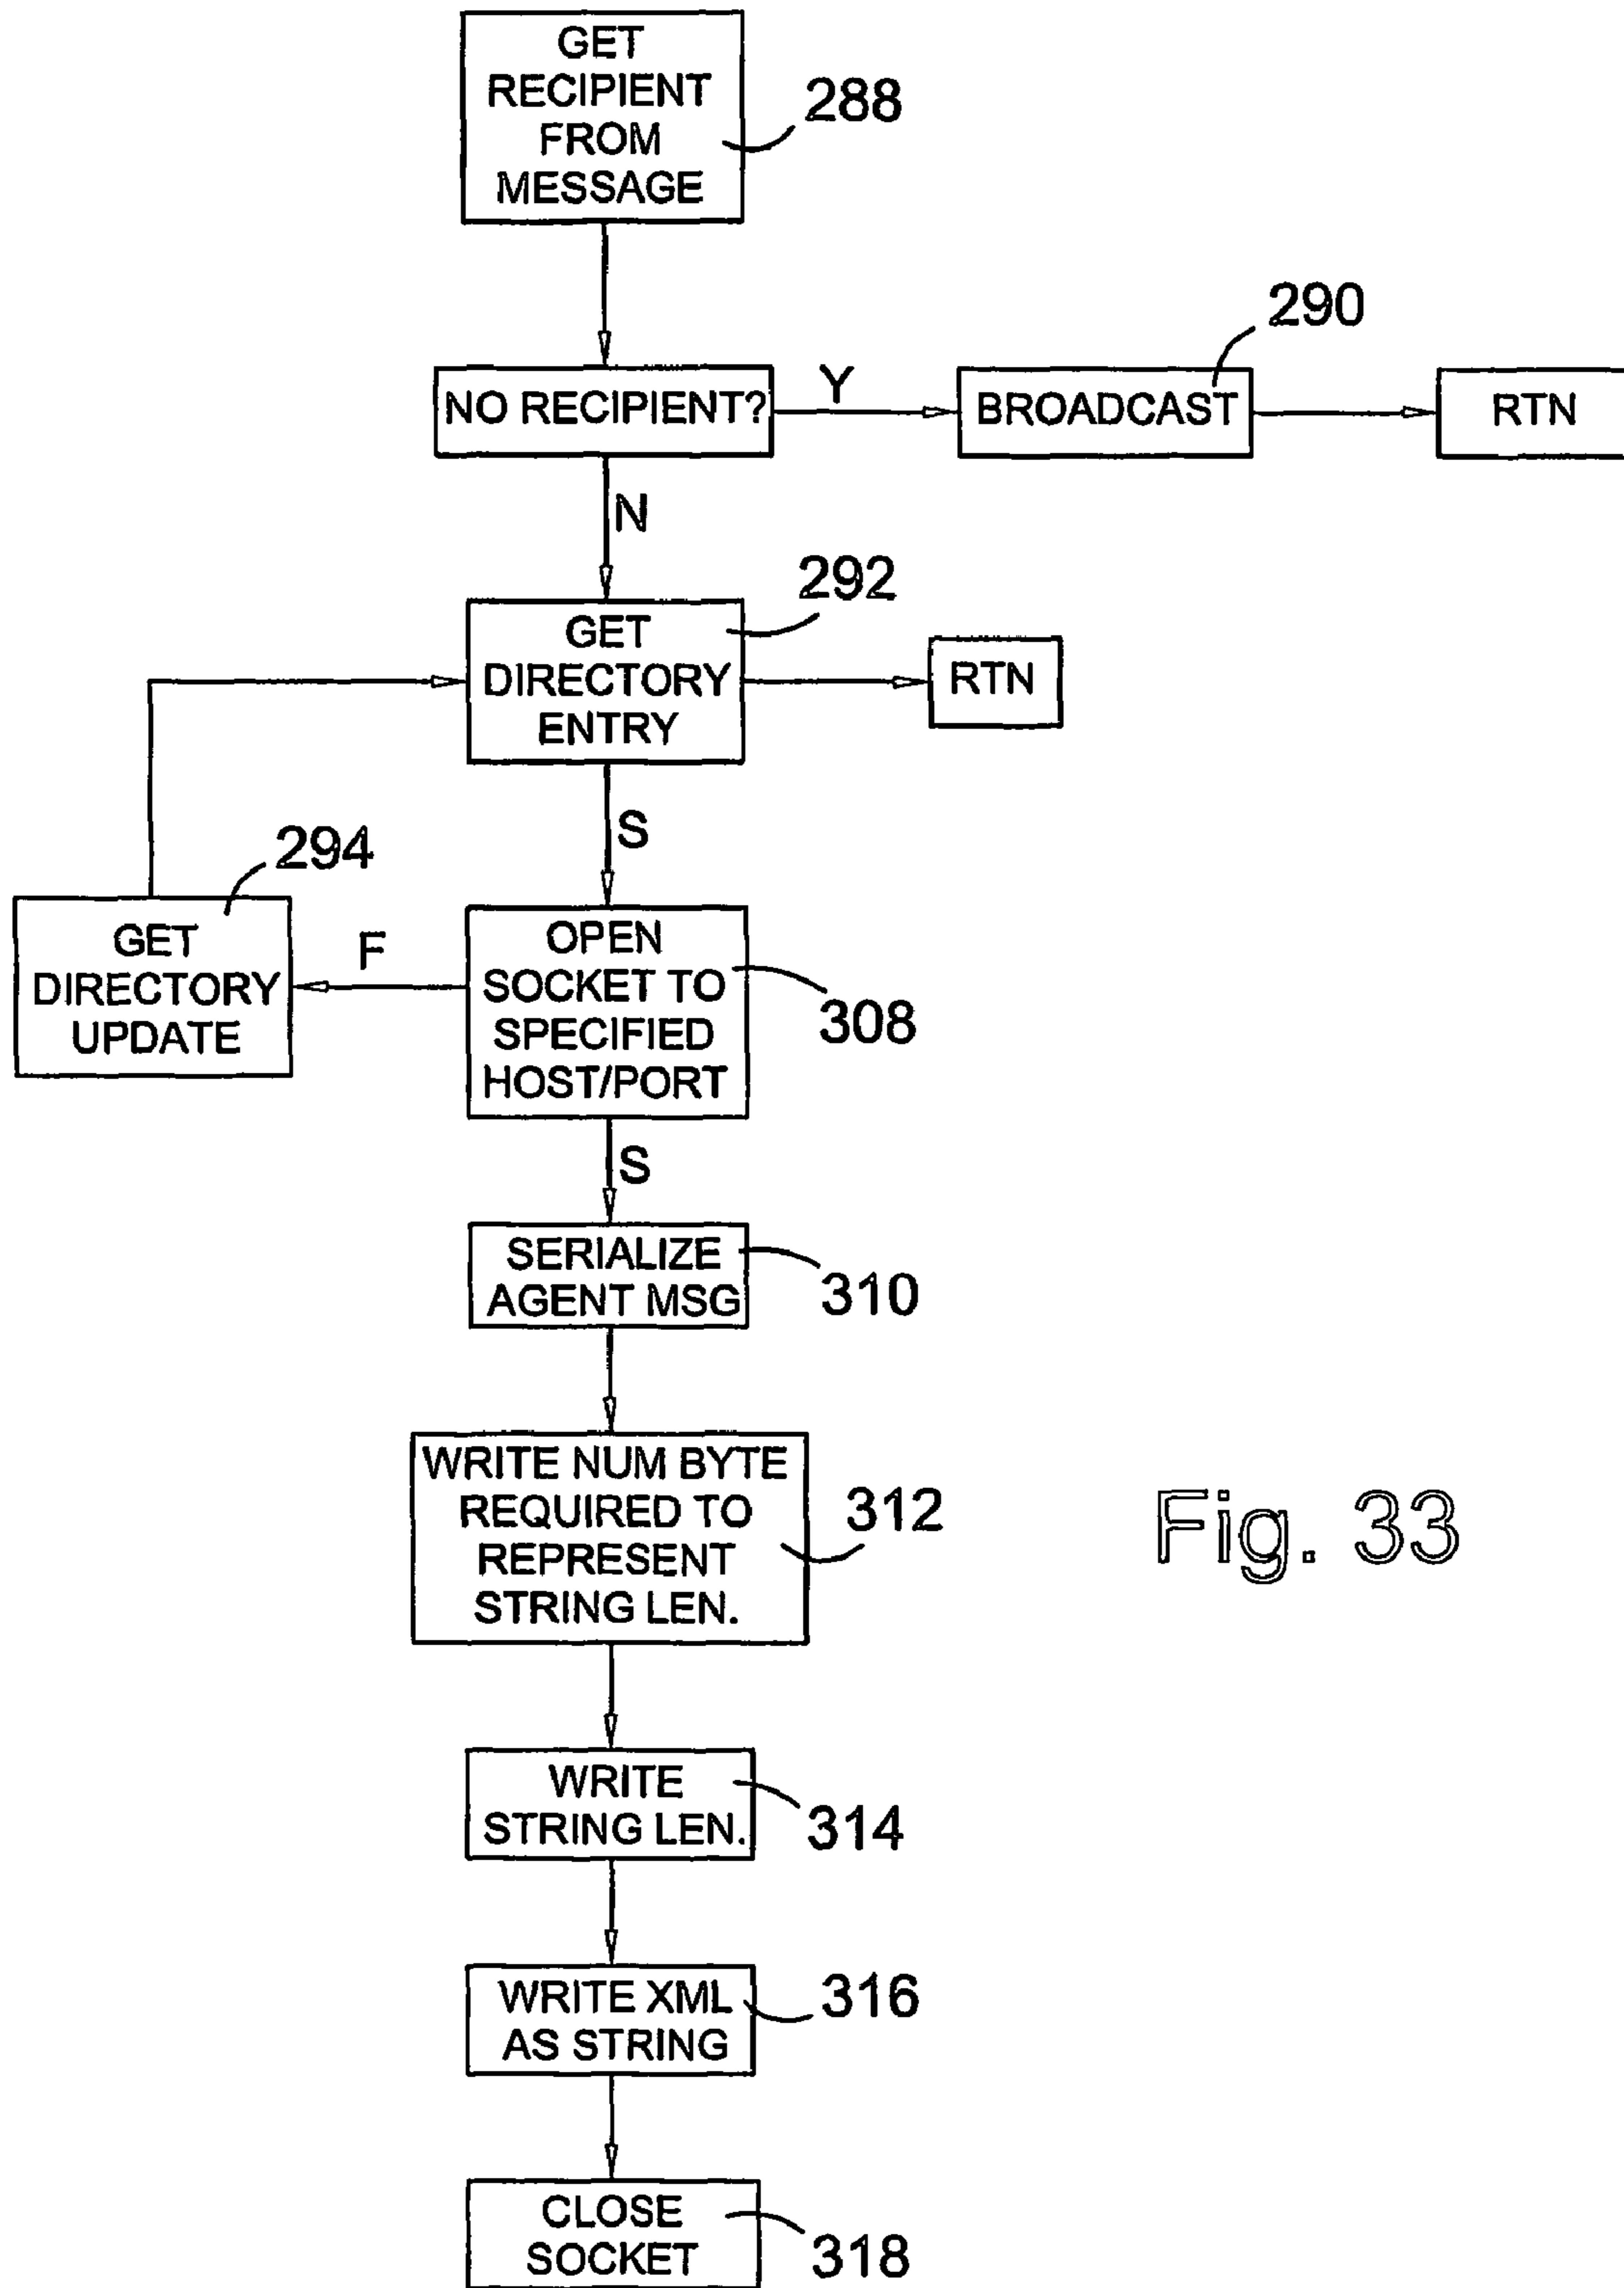 GET
RECIPIENT
FROM
MESSAGE
288
NO RECIPIENT?
Y
BROADCAST
290
RTN
N
GET
DIRECTORY
ENTRY
292
RTN
S
GET
DIRECTORY
UPDATE
294
F
OPEN
SOCKET TO
SPECIFIED
HOST/PORT
308
S
SERIALIZE
AGENT MSG
310
WRITE NUM BYTE
REQUIRED TO
REPRESENT
STRING LEN.
312
Fig. 33
WRITE
STRING LEN.
314
WRITE XML
AS STRING
316
CLOSE
SOCKET
318